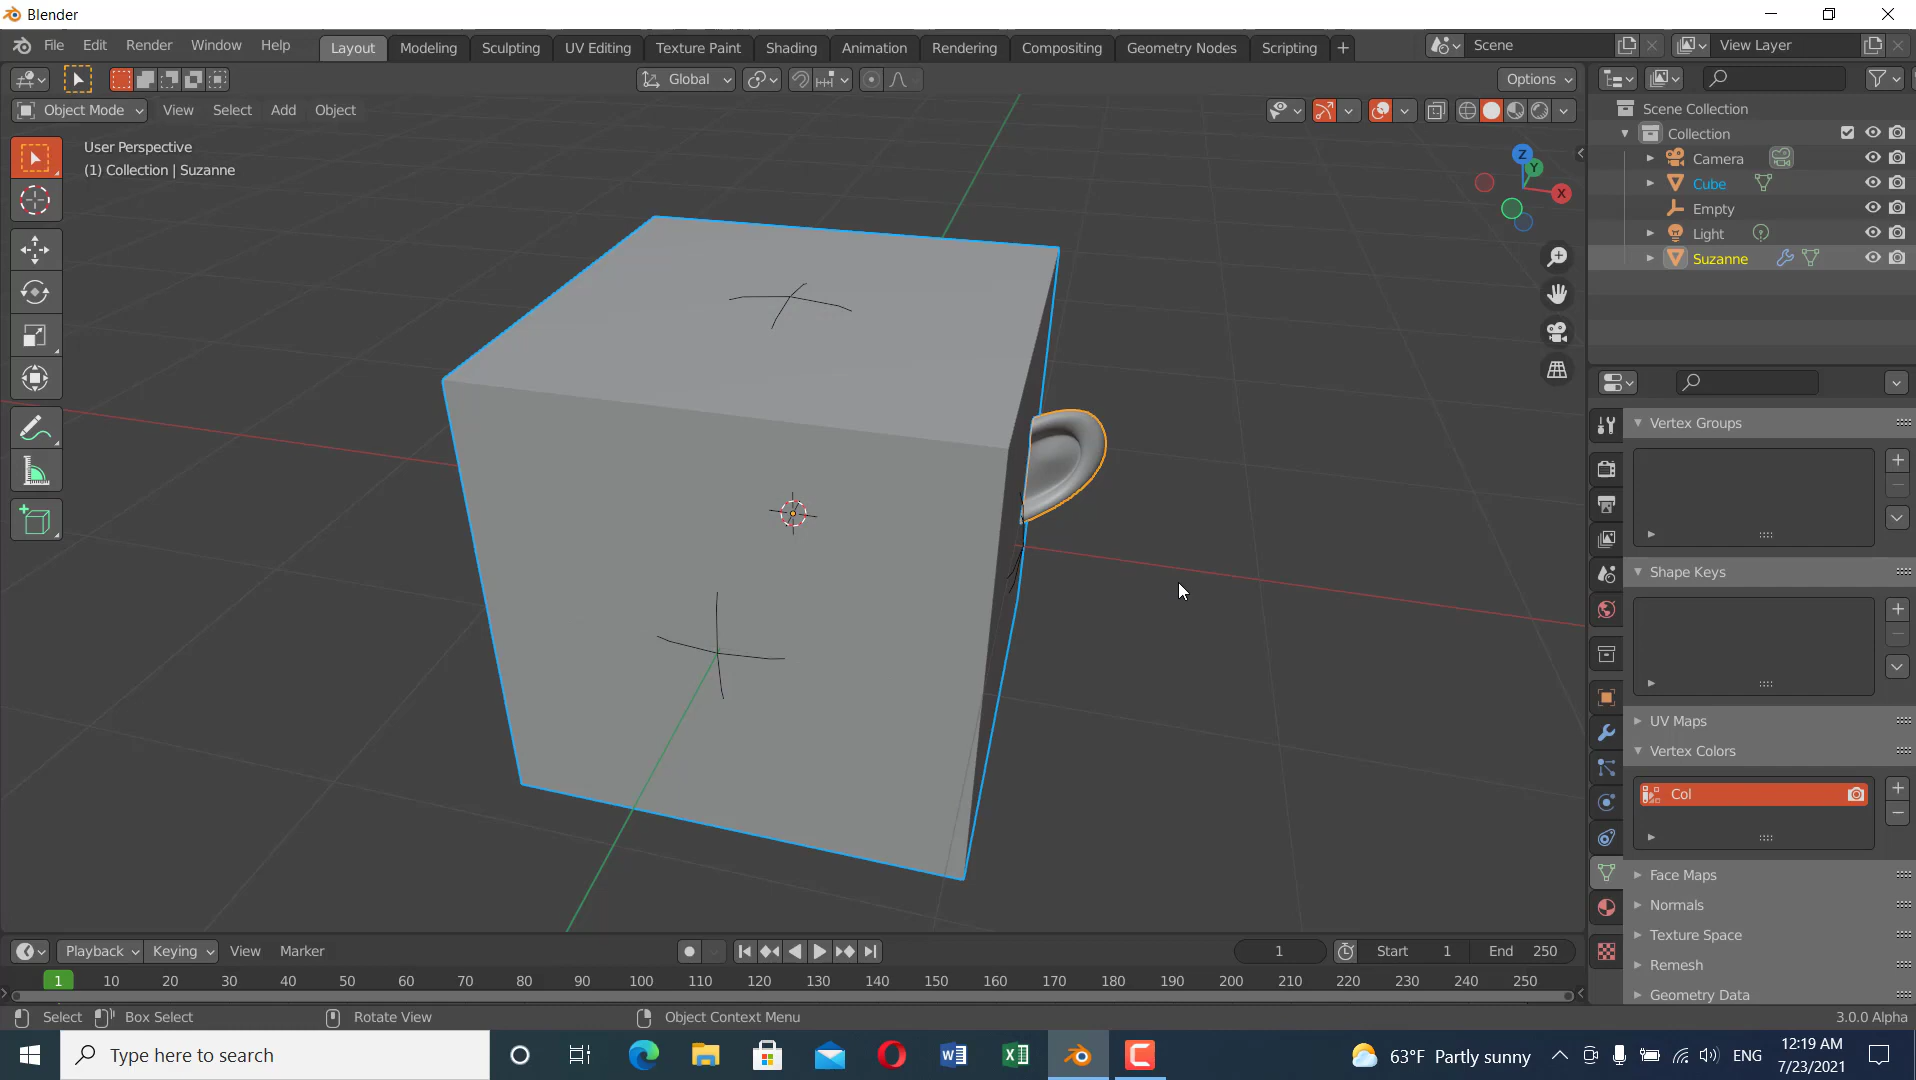 Blender
File Edit Render Window Help
Layout Modeling Sculpting UV Editing Texture Paint Shading Animation Rendering Compositing Geometry Nodes Scripting +
Scene
View Layer
Global
Options
Object Mode View Select Add Object
User Perspective
(1) Collection | Suzanne
Z
Y
X
Scene Collection
Collection
Camera
Cube
Empty
Light
Suzanne
Vertex Groups
Shape Keys
UV Maps
Vertex Colors
Col
Face Maps
Normals
Texture Space
Remesh
Geometry Data
Playback Keying View Marker
1
Start 1
End 250
1 10 20 30 40 50 60 70 80 90 100 110 120 130 140 150 160 170 180 190 200 210 220 230 240 250
Select Box Select Rotate View Object Context Menu
3.0.0 Alpha
Type here to search
63°F Partly sunny
ENG
12:19 AM
7/23/2021